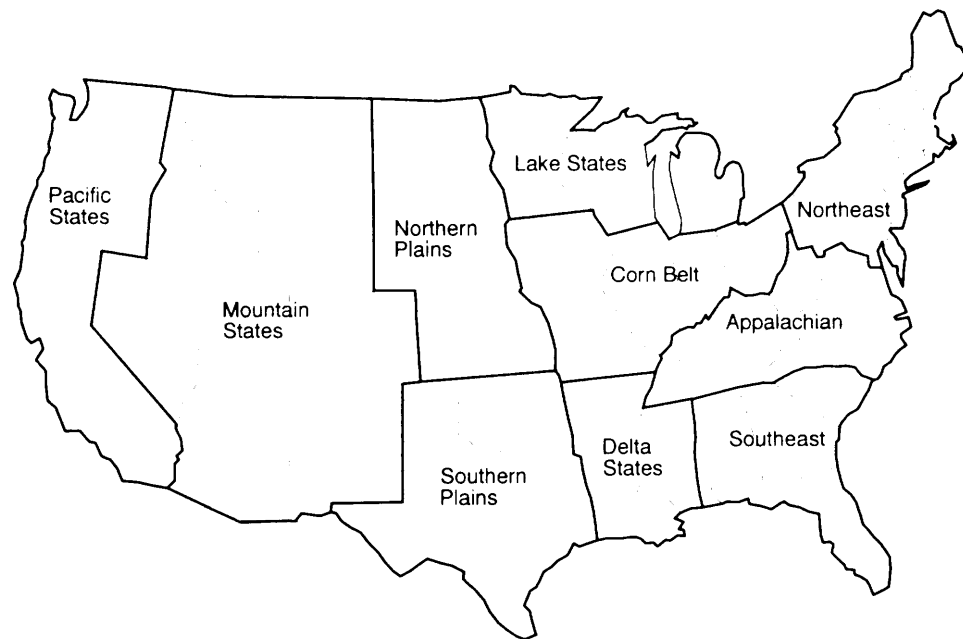 Pacific
States
Mountain
States
Northern
Plains
Lake States
Corn Belt
Northeast
Appalachian
Southeast
Delta
States
Southern
Plains